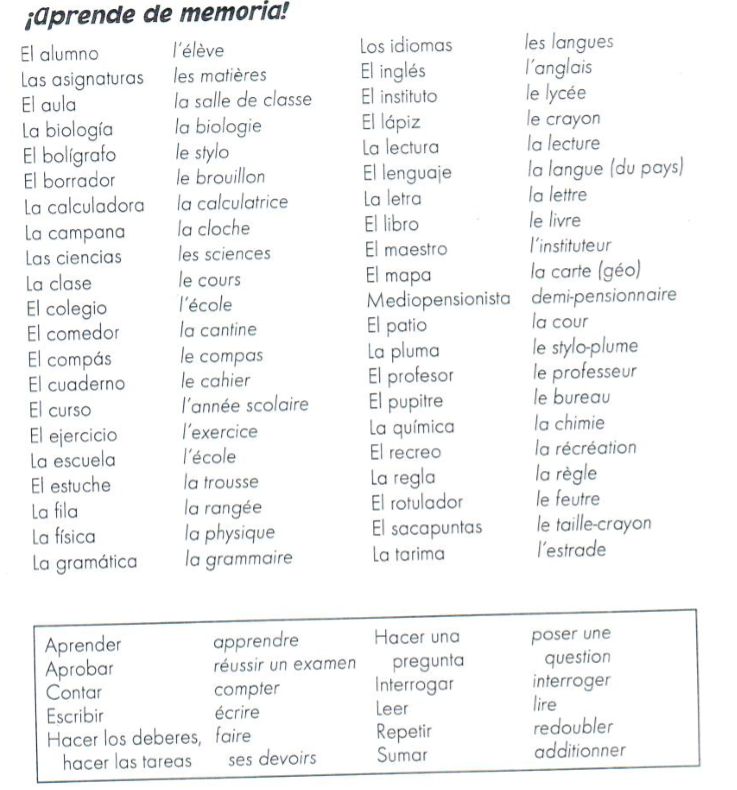 ¡Aprende de memoria!
El alumno l'élève
Las asignaturas les matières
El aula la salle de classe
La biología la biologie
El bolígrafo le stylo
El borrador le brouillon
La calculadora la calculatrice
La campana la cloche
Las ciencias les sciences
La clase le cours
El colegio l'école
El comedor la cantine
El compás le compas
El cuaderno le cahier
El curso l'année scolaire
El ejercicio l'exercice
La escuela l'école
El estuche la trousse
La fila la rangée
La física la physique
La gramática la grammaire
Los idiomas les langues
El inglés l'anglais
El instituto le lycée
El lápiz le crayon
La lectura la lecture
El lenguaje la langue (du pays)
La letra la lettre
El libro le livre
El maestro l'instituteur
El mapa la carte (géo)
Mediopensionista demi-pensionnaire
El patio la cour
La pluma le stylo-plume
El profesor le professeur
El pupitre le bureau
La química la chimie
El recreo la récréation
La regla la règle
El rotulador le feutre
El sacapuntas le taille-crayon
La tarima l'estrade
Aprender apprendre
Aprobar réussir un examen
Contar compter
Escribir écrire
Hacer los deberes, faire
hacer las tareas ses devoirs
Hacer una poser une
pregunta question
Interrogar interroger
Leer lire
Repetir redoubler
Sumar additionner